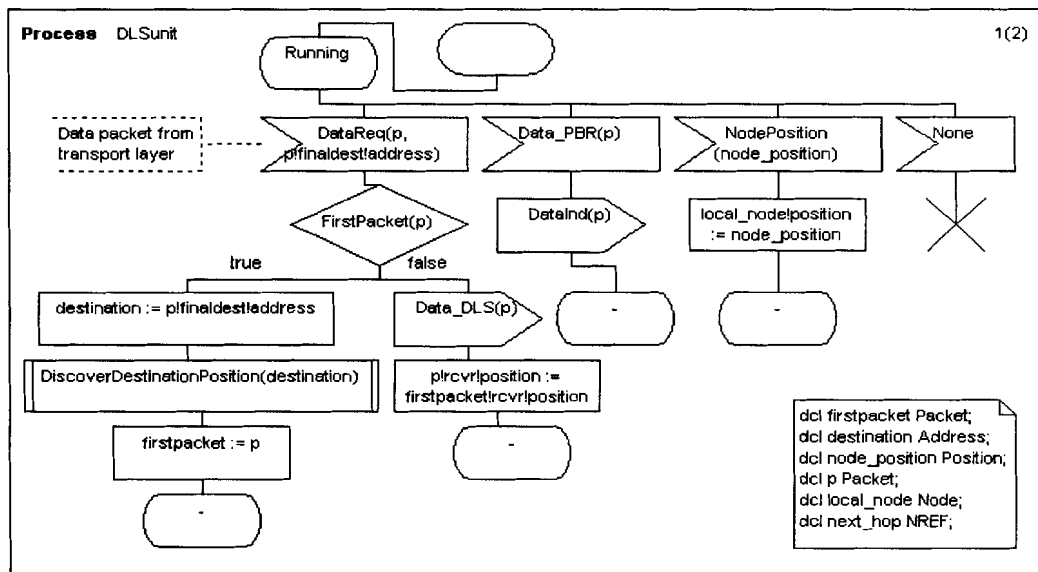 Process DLSunit 1(2)
Running
Data packet from
transport layer
DataReq(p,
p!finaldest!address)
Data_PBR(p)
NodePosition
(node_position)
None
FirstPacket(p)
DataInd(p)
local_node!position
:= node_position
true
false
destination := p!finaldest!address
Data_DLS(p)
-
-
DiscoverDestinationPosition(destination)
p!rcvr!position :=
firstpacket!rcvr!position
firstpacket := p
-
-
dcl firstpacket Packet;
dcl destination Address;
dcl node_position Position;
dcl p Packet;
dcl local_node Node;
dcl next_hop NREF;